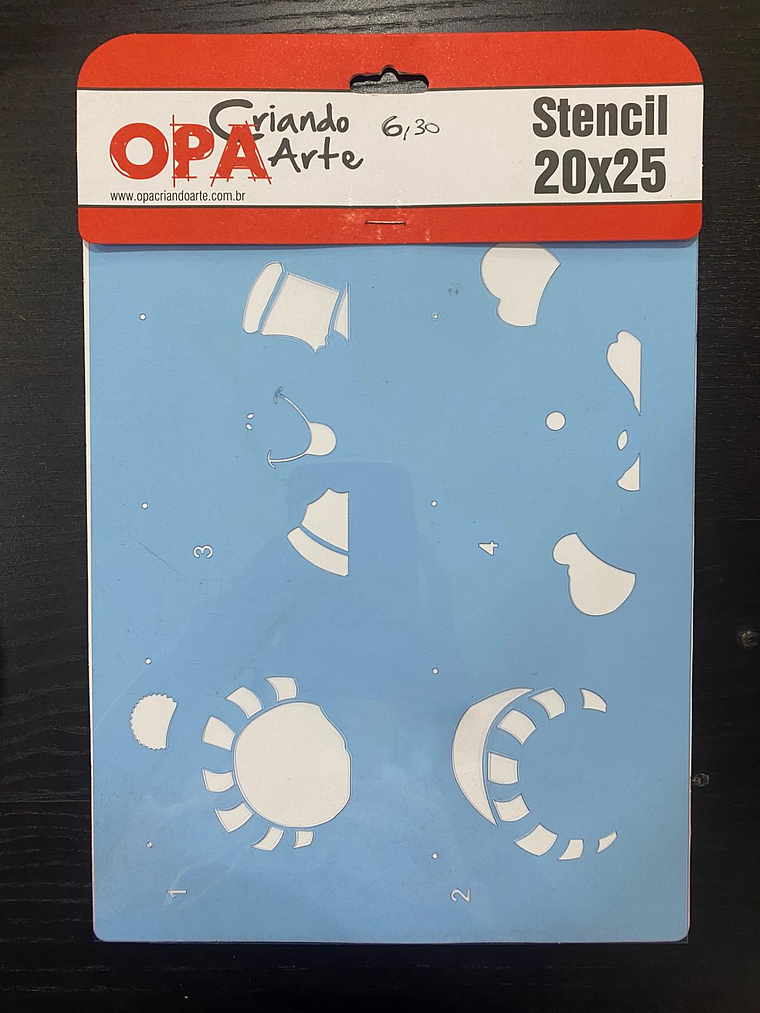 Criando
OPA Arte
www.opacriandoarte.com.br
6,30
Stencil
20x25
3
4
1
2